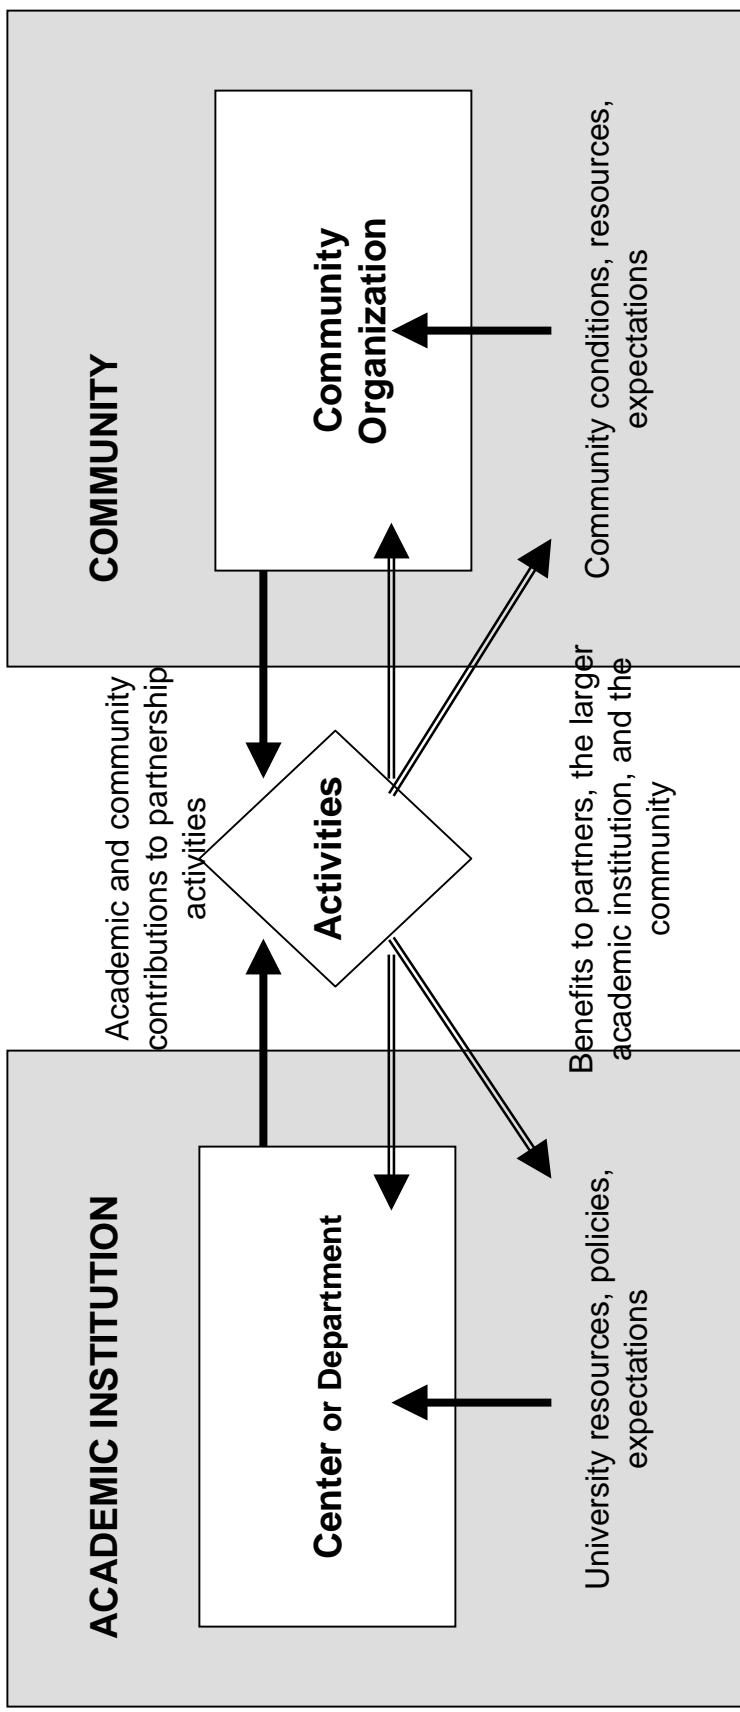 ACADEMIC INSTITUTION
COMMUNITY
Academic and community
contributions to partnership
activities
Center or Department
Activities
Community
Organization
University resources, policies,
expectations
Benefits to partners, the larger
academic institution, and the
community
Community conditions, resources,
expectations